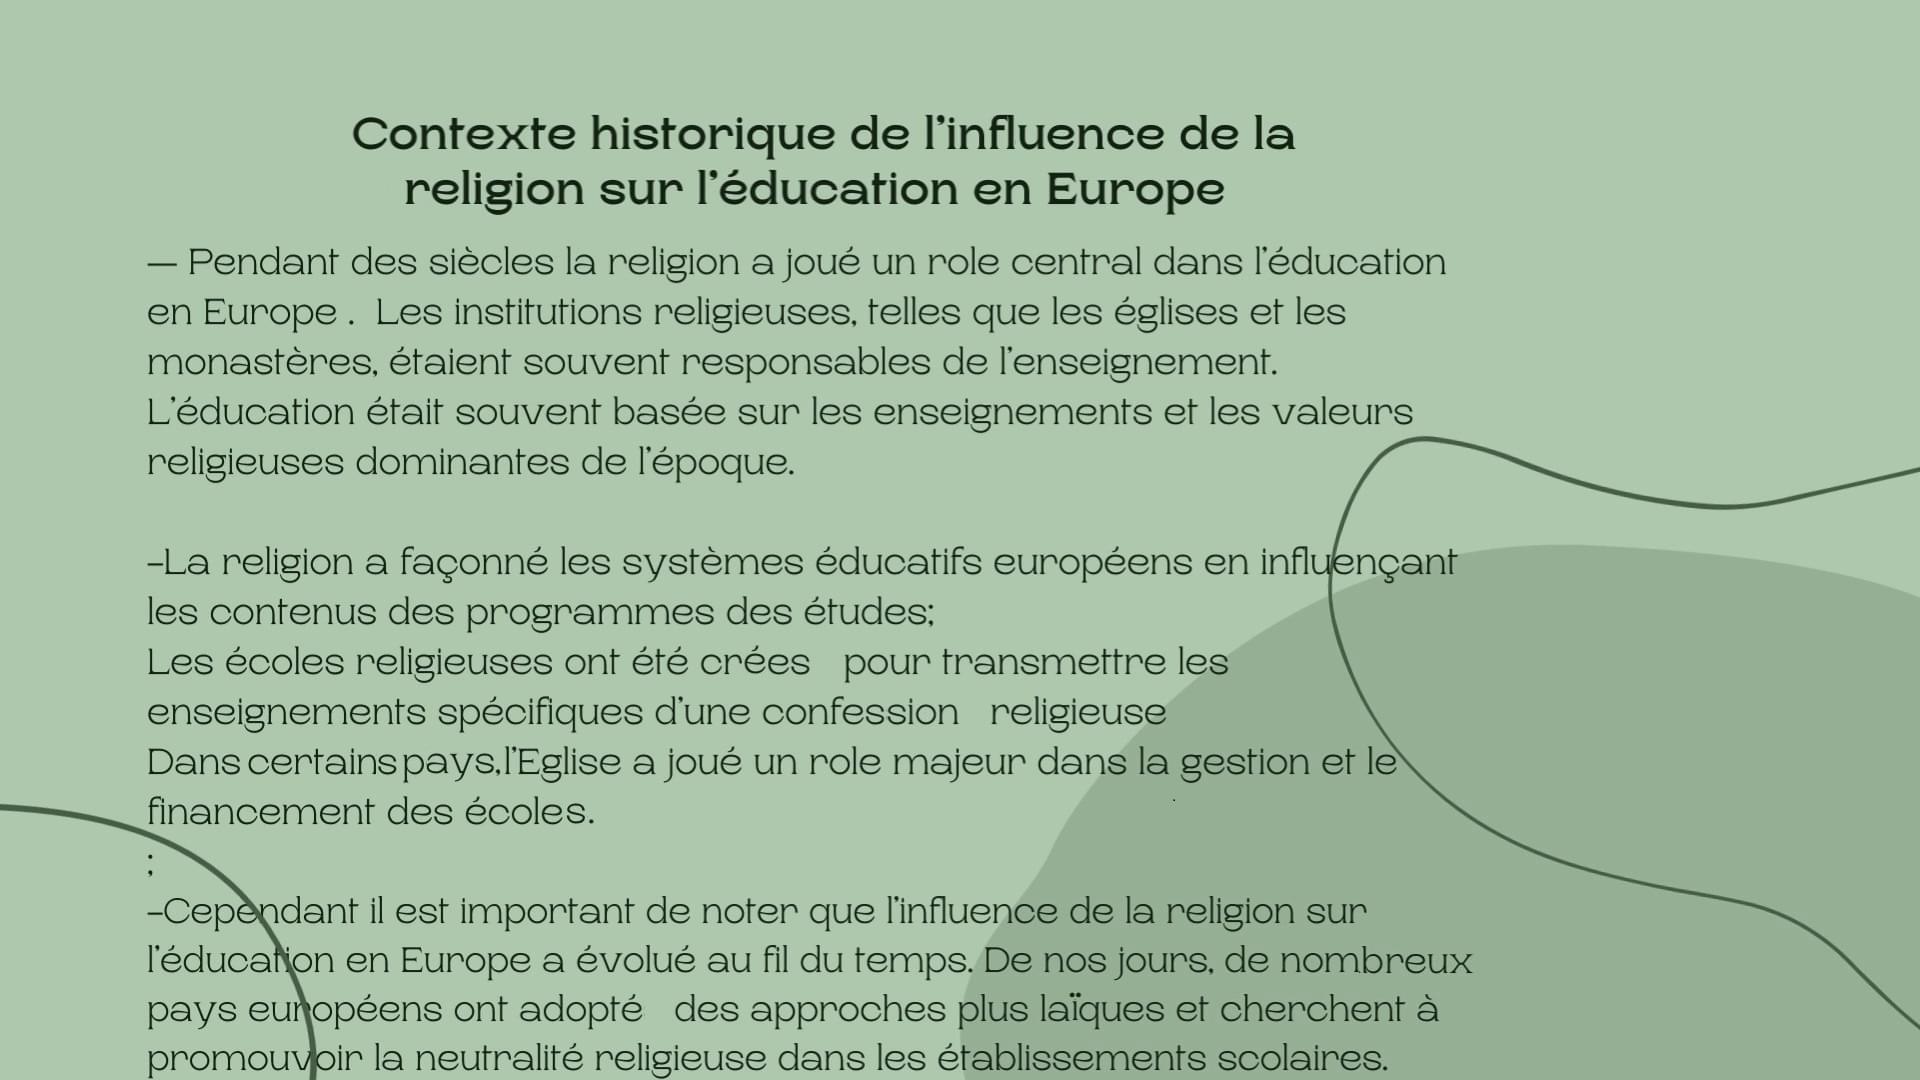 Contexte historique de l’influence de la
religion sur l’éducation en Europe
— Pendant des siècles la religion a joué un role central dans l’éducation
en Europe .  Les institutions religieuses, telles que les églises et les
monastères, étaient souvent responsables de l’enseignement.
L’éducation était souvent basée sur les enseignements et les valeurs
religieuses dominantes de l’époque.
-La religion a façonné les systèmes éducatifs européens en influençant
les contenus des programmes des études;
Les écoles religieuses ont été crées   pour transmettre les
enseignements spécifiques d’une confession   religieuse
Dans certains pays,l’Eglise a joué un role majeur dans la gestion et le
financement des écoles.
;
-Cependant il est important de noter que l’influence de la religion sur
l’éducation en Europe a évolué au fil du temps. De nos jours, de nombreux
pays européens ont adopté   des approches plus laïques et cherchent à
promouvoir la neutralité religieuse dans les établissements scolaires.